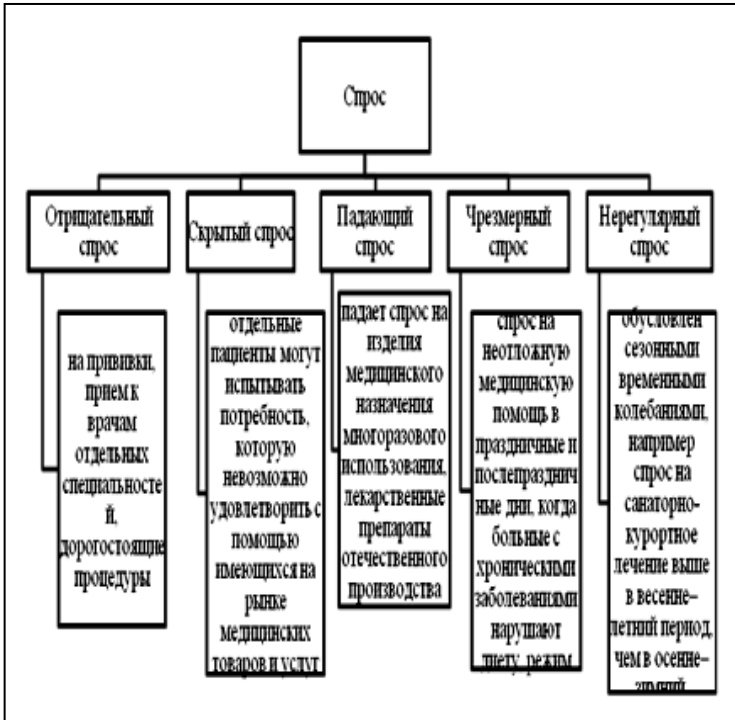 Спрос
Отрицательный
спрос
Скрытый спрос
Падающий
спрос
Чрезмерный
спрос
Нерегулярный
спрос
на прививки,
прием к
врачам
отдельных
специальносте
й,
дорогостоящие
процедуры
отдельные
пациенты могут
испытывать
потребность,
которую
невозможно
удовлетворить с
помощью
имеющихся на
рынке
медицинских
товаров и услуг
падает спрос на
изделия
медицинского
назначения
многоразового
использования,
лекарственные
препараты
отечественного
производства
спрос на
неотложную
медицинскую
помощь в
праздничные и
послепразднич
ные дни, когда
больные с
хроническими
заболеваниями
нарушают
диету, режим
обусловлен
сезонными
временными
колебаниями,
например
спрос на
санаторно-
курортное
лечение выше
в весенне–
летний период,
чем в осенне–
зимний